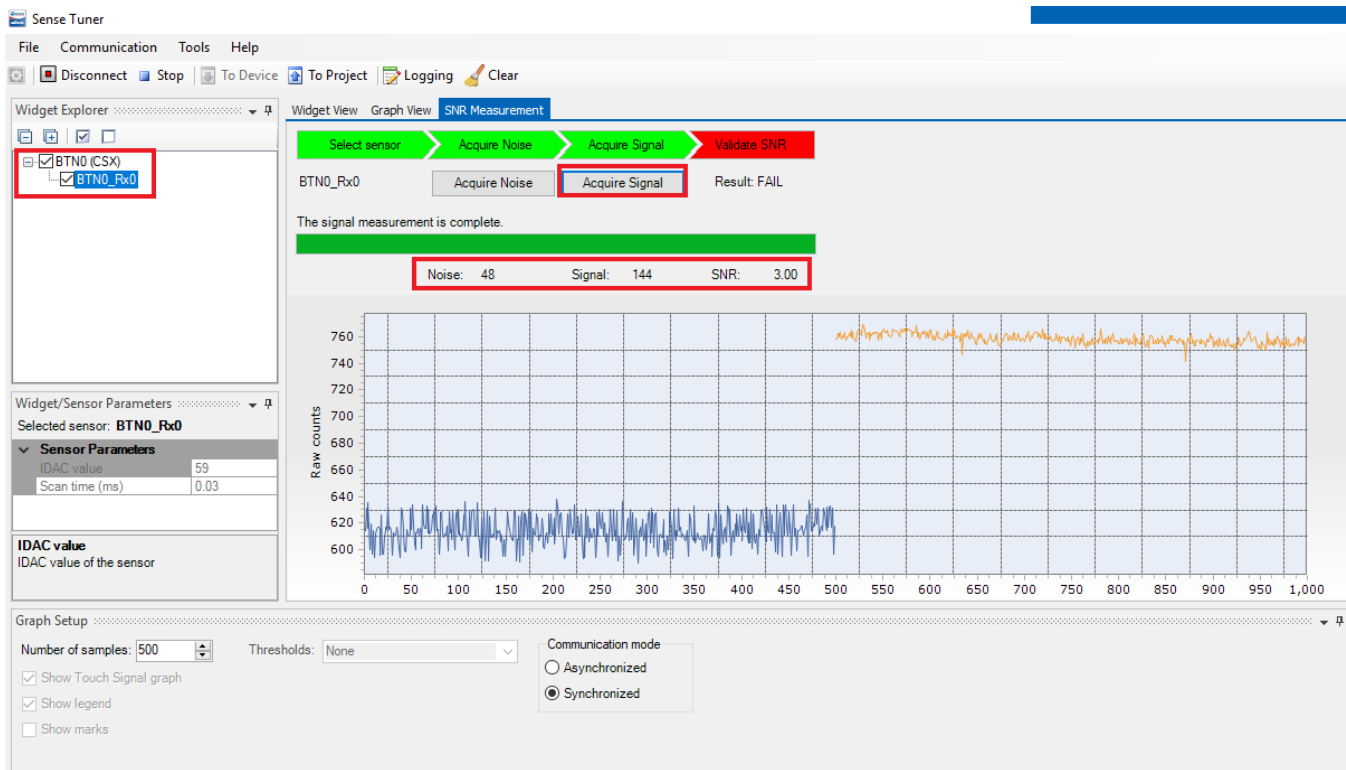 Sense Tuner
File Communication Tools Help
Disconnect Stop To Device To Project Logging Clear
Widget Explorer
Widget View Graph View SNR Measurement
BTN0 (CSX)
BTN0_Rx0
Select sensor Acquire Noise Acquire Signal Validate SNR
BTN0_Rx0 Acquire Noise Acquire Signal Result: FAIL
The signal measurement is complete.
Noise: 48 Signal: 144 SNR: 3.00
760
740
720
700
680
660
640
620
600
Raw counts
0 50 100 150 200 250 300 350 400 450 500 550 600 650 700 750 800 850 900 950 1,000
Widget/Sensor Parameters
Selected sensor: BTN0_Rx0
Sensor Parameters
IDAC value 59
Scan time (ms) 0.03
IDAC value
IDAC value of the sensor
Graph Setup
Number of samples: 500 Thresholds: None
Show Touch Signal graph
Show legend
Show marks
Communication mode
Asynchronized
Synchronized